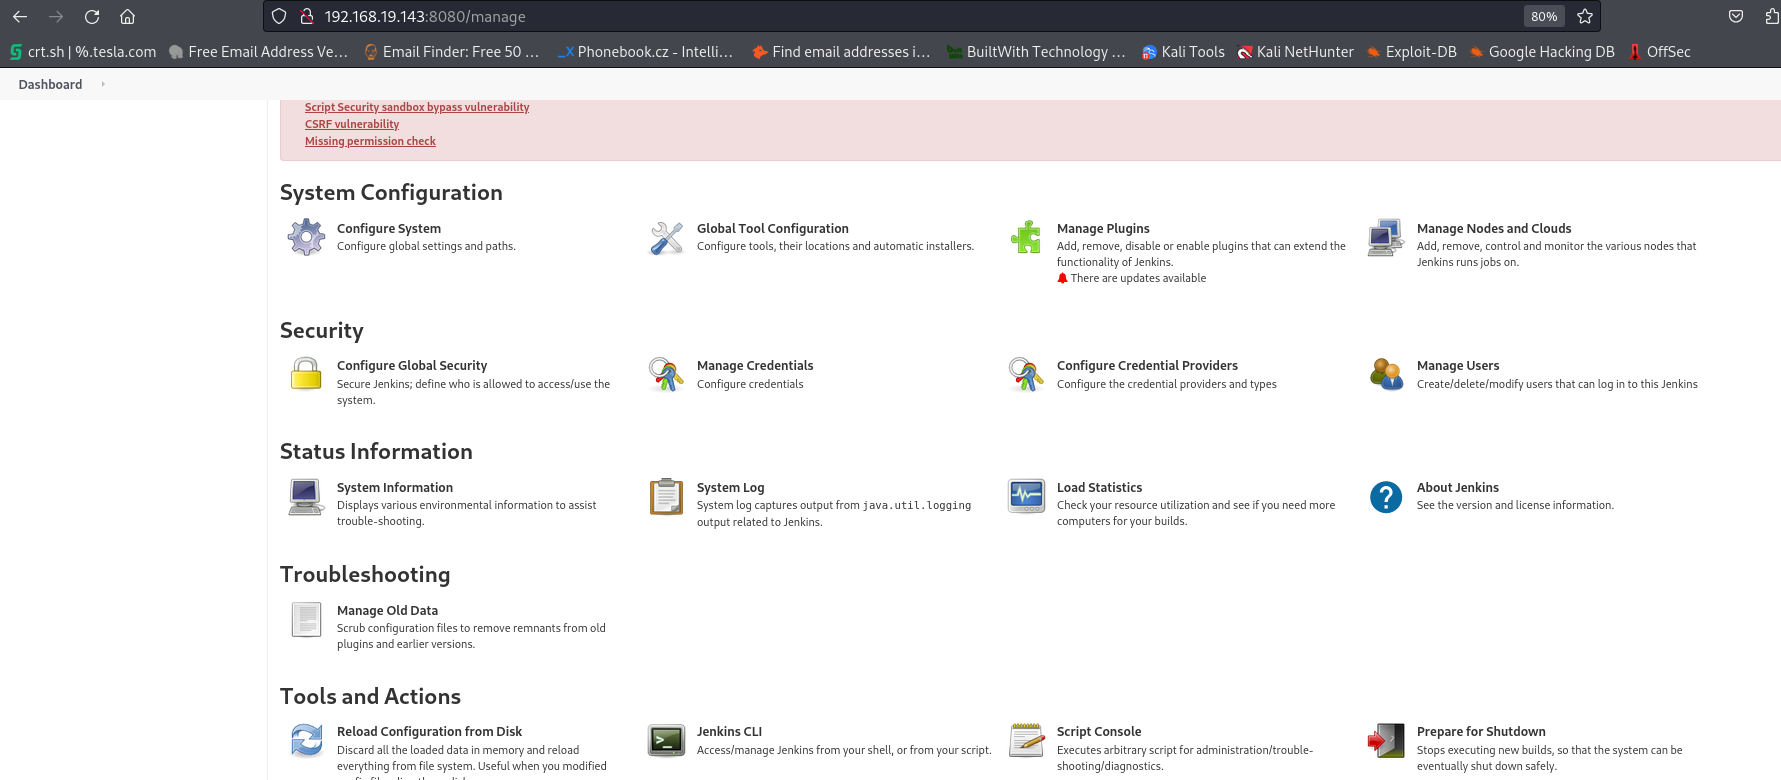 192.168.19.143:8080/manage
80%
crt.sh | %.tesla.com
Free Email Address Ve…
Email Finder: Free 50 …
Phonebook.cz - Intelli…
Find email addresses i…
BuiltWith Technology …
Kali Tools
Kali NetHunter
Exploit-DB
Google Hacking DB
OffSec
Dashboard
Script Security sandbox bypass vulnerability
CSRF vulnerability
Missing permission check
System Configuration
Configure System
Configure global settings and paths.
Global Tool Configuration
Configure tools, their locations and automatic installers.
Manage Plugins
Add, remove, disable or enable plugins that can extend the
functionality of Jenkins.
There are updates available
Manage Nodes and Clouds
Add, remove, control and monitor the various nodes that
Jenkins runs jobs on.
Security
Configure Global Security
Secure Jenkins; define who is allowed to access/use the
system.
Manage Credentials
Configure credentials
Configure Credential Providers
Configure the credential providers and types
Manage Users
Create/delete/modify users that can log in to this Jenkins
Status Information
System Information
Displays various environmental information to assist
trouble-shooting.
System Log
System log captures output from java.util.logging
output related to Jenkins.
Load Statistics
Check your resource utilization and see if you need more
computers for your builds.
About Jenkins
See the version and license information.
Troubleshooting
Manage Old Data
Scrub configuration files to remove remnants from old
plugins and earlier versions.
Tools and Actions
Reload Configuration from Disk
Discard all the loaded data in memory and reload
everything from file system. Useful when you modified
Jenkins CLI
Access/manage Jenkins from your shell, or from your script.
Script Console
Executes arbitrary script for administration/trouble-
shooting/diagnostics.
Prepare for Shutdown
Stops executing new builds, so that the system can be
eventually shut down safely.